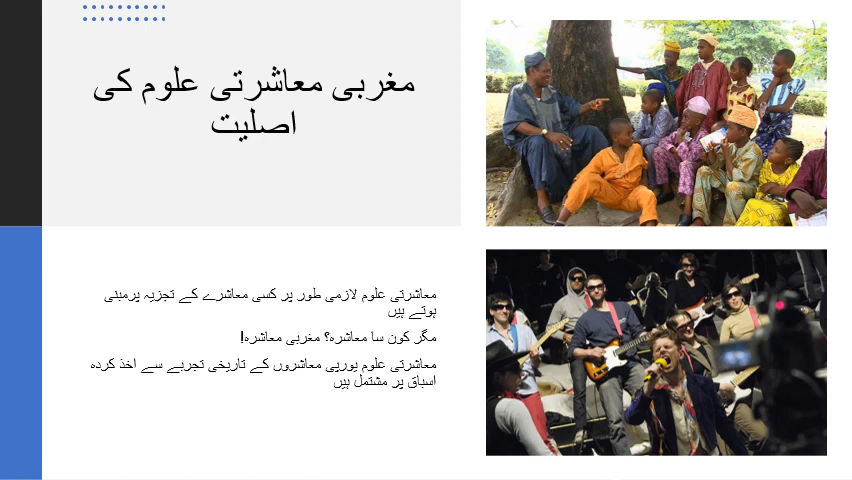 مغربی معاشرتی علوم کی
اصلیت
معاشرتی علوم لازمی طور پر کسی معاشرے کے تجزیہ پرمبنی
ہوتے ہیں
مگر کون سا معاشرہ؟ مغربی معاشرہ!
معاشرتی علوم یورپی معاشروں کے تاریخی تجربے سے اخذ کردہ
اسباق پر مشتمل ہیں